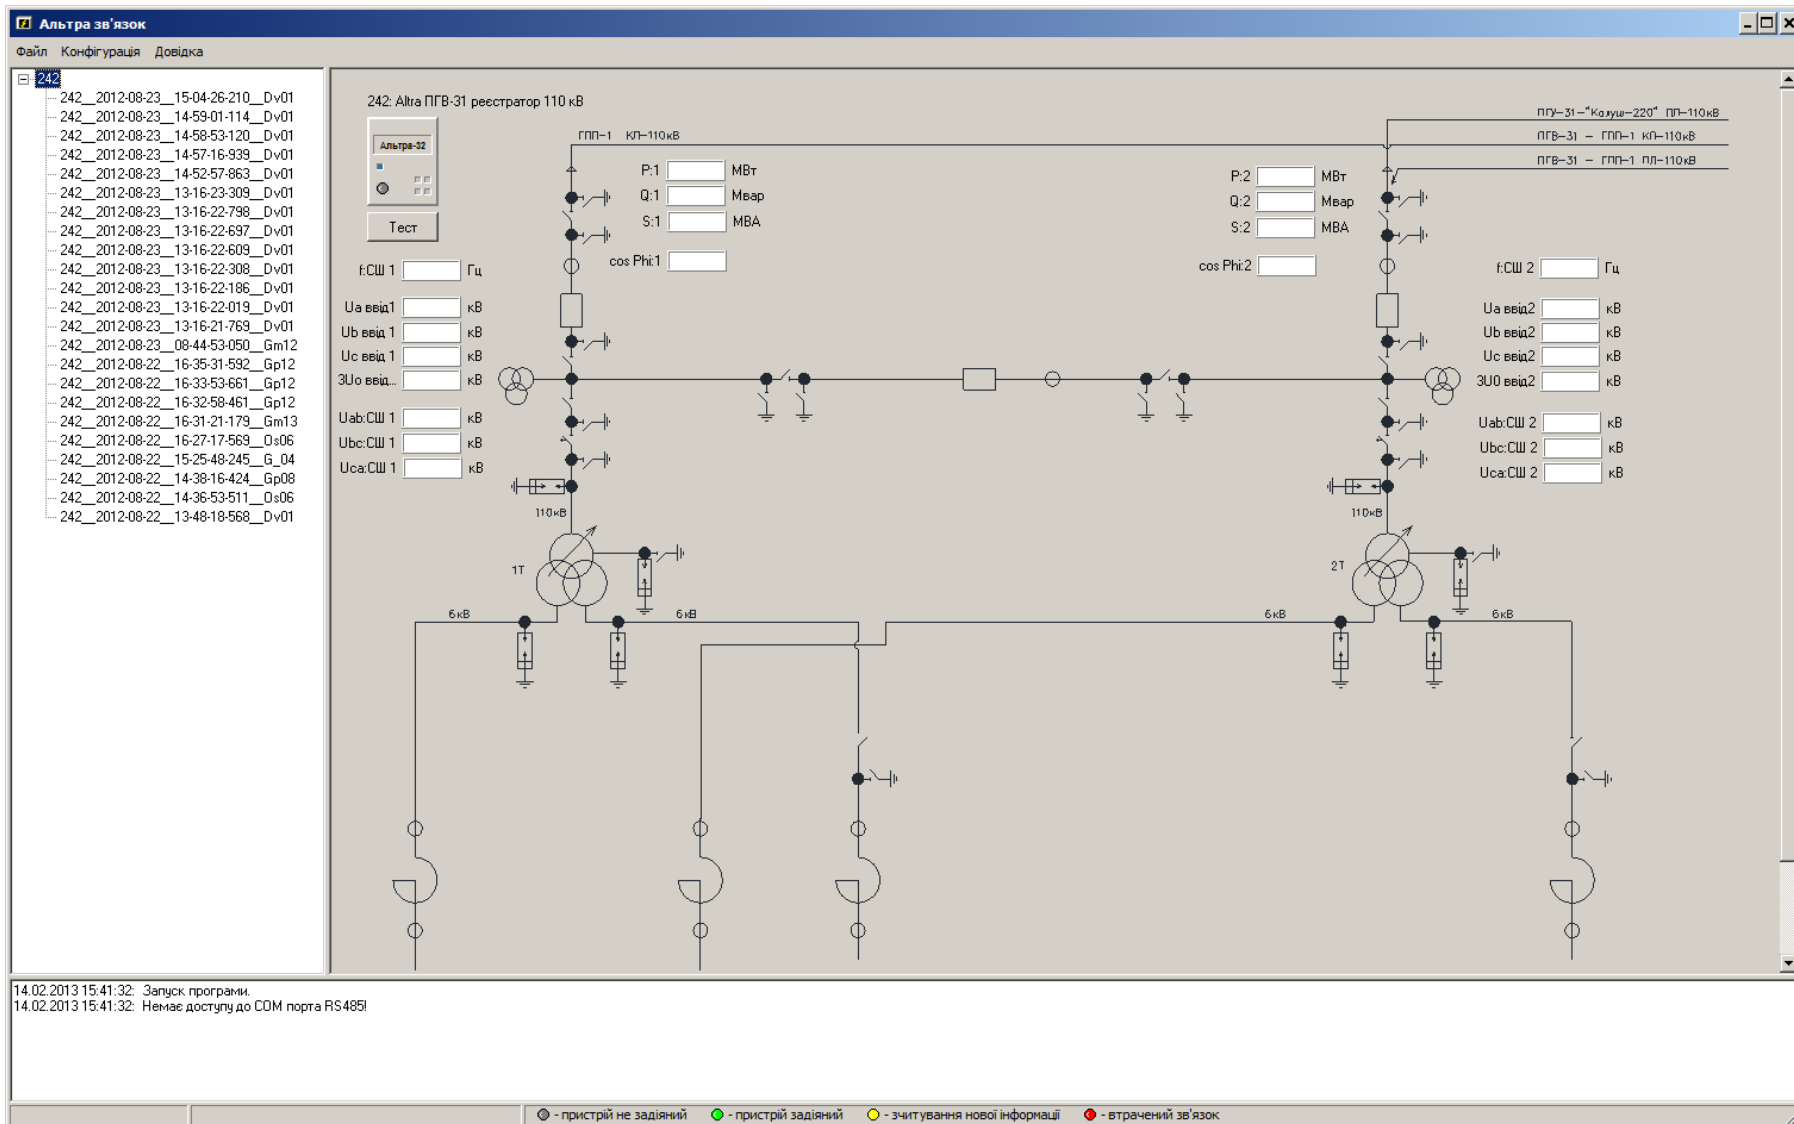 Альтра зв'язок
Файл Конфігурація Довідка
242
242__2012-08-23__15-04-26-210__Dv01
242__2012-08-23__14-59-01-114__Dv01
242__2012-08-23__14-58-53-120__Dv01
242__2012-08-23__14-57-16-939__Dv01
242__2012-08-23__14-52-57-863__Dv01
242__2012-08-23__13-16-23-309__Dv01
242__2012-08-23__13-16-22-798__Dv01
242__2012-08-23__13-16-22-697__Dv01
242__2012-08-23__13-16-22-609__Dv01
242__2012-08-23__13-16-22-308__Dv01
242__2012-08-23__13-16-22-186__Dv01
242__2012-08-23__13-16-22-019__Dv01
242__2012-08-23__13-16-21-769__Dv01
242__2012-08-23__08-44-53-050__Gm12
242__2012-08-22__16-35-31-592__Gp12
242__2012-08-22__16-33-53-661__Gp12
242__2012-08-22__16-32-58-461__Gp12
242__2012-08-22__16-31-21-179__Gm13
242__2012-08-22__16-27-17-569__Os06
242__2012-08-22__15-25-48-245__G_04
242__2012-08-22__14-38-16-424__Gp08
242__2012-08-22__14-36-53-511__Os06
242__2012-08-22__13-48-18-568__Dv01
242: Altra ПГВ-31 реєстратор 110 кВ
Альтра-32
Тест
ГПП-1 КЛ-110кВ
ПГУ-31-"Калуш-220" ПЛ-110кВ
ПГВ-31 - ГПП-1 КЛ-110кВ
ПГВ-31 - ГПП-1 ПЛ-110кВ
P:1 МВт
Q:1 Мвар
S:1 МВА
cos Phi:1
P:2 МВт
Q:2 Мвар
S:2 МВА
cos Phi:2
f:СШ 1 Гц
Ua ввід1 кВ
Ub ввід 1 кВ
Uc ввід 1 кВ
3Uo ввід... кВ
Uab:СШ 1 кВ
Ubc:СШ 1 кВ
Uca:СШ 1 кВ
f:СШ 2 Гц
Ua ввід2 кВ
Ub ввід2 кВ
Uc ввід2 кВ
3U0 ввід2 кВ
Uab:СШ 2 кВ
Ubc:СШ 2 кВ
Uca:СШ 2 кВ
110кВ
110кВ
1Т
2Т
6кВ
6кВ
6кВ
6кВ
14.02.2013 15:41:32: Запуск програми.
14.02.2013 15:41:32: Немає доступу до COM порта RS485!
- пристрій не задіяний - пристрій задіяний - зчитування нової інформації - втрачений зв'язок